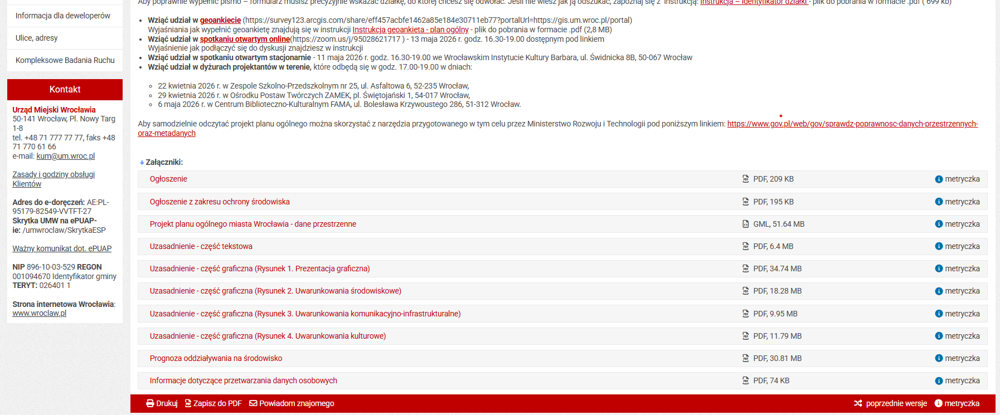 Informacja dla deweloperów
Ulice, adresy
Kompleksowe Badania Ruchu
Kontakt
Urząd Miejski Wrocławia
50-141 Wrocław, Pl. Nowy Targ
1-8
tel. +48 71 777 77 77, faks +48
71 770 61 66
e-mail: kum@um.wroc.pl
Zasady i godziny obsługi
Klientów
Adres do e-doręczeń: AE:PL-
95179-82549-VVTFT-27
Skrytka UMW na ePUAP-
ie: /umwroclaw/SkrytkaESP
Ważny komunikat dot. ePUAP
NIP 896-10-03-529 REGON
001094670 Identyfikator gminy
TERYT: 026401 1
Strona internetowa Wrocławia:
www.wroclaw.pl
Aby poprawnie wypełnić pismo – formularz musisz precyzyjnie wskazać działkę, do której chcesz się odwołać. Jeśli nie wiesz jak ją odszukać, zapoznaj się z instrukcją: Instrukcja – identyfikator działki - plik do pobrania w formacie .pdf ( 699 kb)
• Wziąć udział w geoankiecie (https://survey123.arcgis.com/share/eff457acbfe1462a85e184e30711eb77?portalUrl=https://gis.um.wroc.pl/portal)
Wyjaśniania jak wypełnić geoankietę znajdują się w instrukcji Instrukcja geoankieta - plan ogólny - plik do pobrania w formacie .pdf (2,8 MB)
• Wziąć udział w spotkaniu otwartym online(https://zoom.us/j/95028621717 ) - 13 maja 2026 r. godz. 16.30-19.00 dostępnym pod linkiem
Wyjaśnienie jak podłączyć się do dyskusji znajdziesz w instrukcji
• Wziąć udział w spotkaniu otwartym stacjonarnie - 11 maja 2026 r. godz. 16.30-19.00 we Wrocławskim Instytucie Kultury Barbara, ul. Świdnicka 8B, 50-067 Wrocław
• Wziąć udział w dyżurach projektantów w terenie, które odbędą się w godz. 17.00-19.00 w dniach:
◦ 22 kwietnia 2026 r. w Zespole Szkolno-Przedszkolnym nr 25, ul. Asfaltowa 6, 52-235 Wrocław,
◦ 29 kwietnia 2026 r. w Ośrodku Postaw Twórczych ZAMEK, pl. Świętojański 1, 54-017 Wrocław,
◦ 6 maja 2026 r. w Centrum Biblioteczno-Kulturalnym FAMA, ul. Bolesława Krzywoustego 286, 51-312 Wrocław.
Aby samodzielnie odczytać projekt planu ogólnego można skorzystać z narzędzia przygotowanego w tym celu przez Ministerstwo Rozwoju i Technologii pod poniższym linkiem: https://www.gov.pl/web/gov/sprawdz-poprawnosc-danych-przestrzennych-
oraz-metadanych
Załączniki:
Ogłoszenie PDF, 209 KB metryczka
Ogłoszenie z zakresu ochrony środowiska PDF, 195 KB metryczka
Projekt planu ogólnego miasta Wrocławia - dane przestrzenne GML, 51.64 MB metryczka
Uzasadnienie - część tekstowa PDF, 6.4 MB metryczka
Uzasadnienie - część graficzna (Rysunek 1. Prezentacja graficzna) PDF, 34.74 MB metryczka
Uzasadnienie - część graficzna (Rysunek 2. Uwarunkowania środowiskowe) PDF, 18.28 MB metryczka
Uzasadnienie - część graficzna (Rysunek 3. Uwarunkowania komunikacyjno-infrastrukturalne) PDF, 9.95 MB metryczka
Uzasadnienie - część graficzna (Rysunek 4. Uwarunkowania kulturowe) PDF, 11.79 MB metryczka
Prognoza oddziaływania na środowisko PDF, 30.81 MB metryczka
Informacje dotyczące przetwarzania danych osobowych PDF, 74 KB metryczka
Drukuj Zapisz do PDF Powiadom znajomego poprzednie wersje metryczka